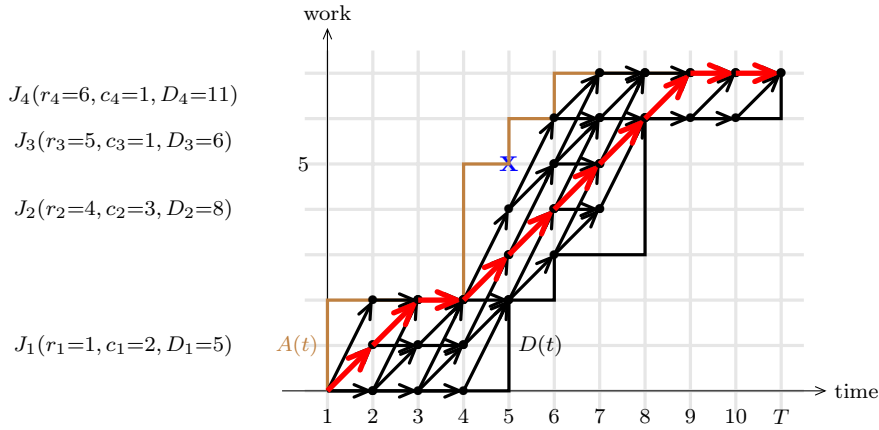 work
J₄(r₄=6, c₄=1, D₄=11)
J₃(r₃=5, c₃=1, D₃=6)
5
X
J₂(r₂=4, c₂=3, D₂=8)
J₁(r₁=1, c₁=2, D₁=5)
A(t)
D(t)
time
1 2 3 4 5 6 7 8 9 10 T